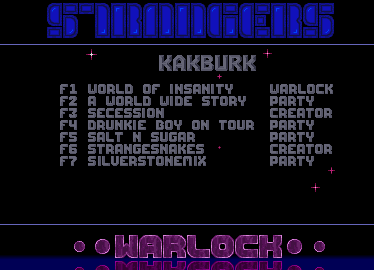 STRANGERS
KAKBURK
F1 WORLD OF INSANITY WARLOCK
F2 A WORLD WIDE STORY PARTY
F3 SECESSION CREATOR
F4 DRUNKIE BOY ON TOUR PARTY
F5 SALT N SUGAR PARTY
F6 STRANGESNAKES CREATOR
F7 SILVERSTONENIX PARTY
WARLOCK